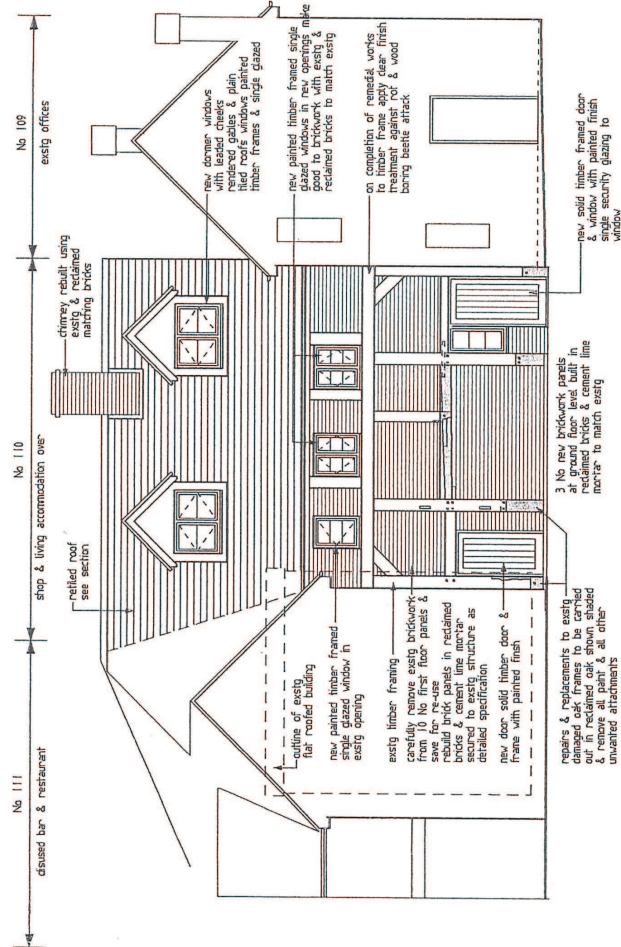 No 111
disused bar & restaurant
No 110
shop & living accommodation over
No 109
exstg offices
chimney rebuilt using
exstg & reclaimed
matching bricks
retiled roof
see section
new dormer windows
with leaded cheeks
rendered gables & plain
tiled roofs windows painted
timber frames & single glazed
new painted timber framed single
glazed windows in new openings make
good to brickwork with exstg &
reclaimed bricks to match exstg
on completion of remedial works
to timber frame apply clear finish
treatment against rot & wood
boring beetle attack
new solid timber framed door
& window with painted finish
single security glazing to
window
outline of exstg
flat roofed building
new painted timber framed
single glazed window in
exstg opening
exstg timber framing
carefully remove exstg brickwork
from 10 No first floor panels &
save for re-use
rebuild brick panels in reclaimed
bricks & cement lime mortar
secured to exstg structure as
detailed specification
new door solid timber door &
frame with painted finsh
3 No new brickwork panels
at ground floor level built in
reclaimed bricks & cement lime
mortar to match exstg
repairs & replacements to exstg
damaged oak frames to be carried
out in reclaimed oak shown shaded
& remove all paint & all other
unwanted attachments